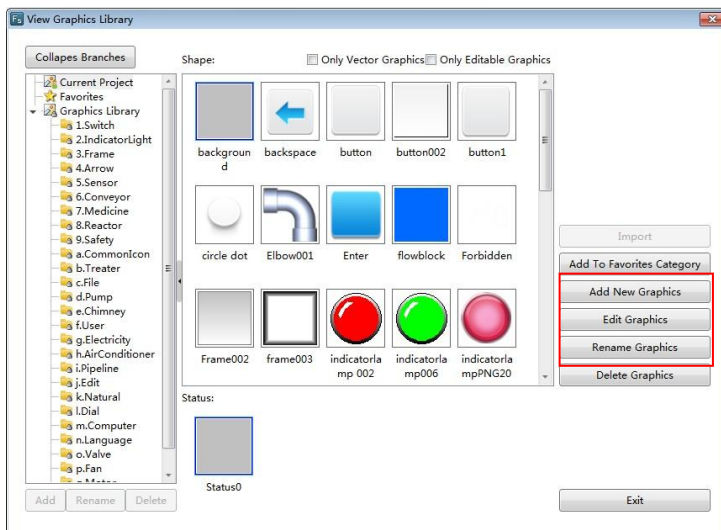 View Graphics Library
Collapes Branches
Current Project
Favorites
Graphics Library
1.Switch
2.IndicatorLight
3.Frame
4.Arrow
5.Sensor
6.Conveyor
7.Medicine
8.Reactor
9.Safety
a.CommonIcon
b.Treater
c.File
d.Pump
e.Chimney
f.User
g.Electricity
h.AirConditioner
i.Pipeline
j.Edit
k.Natural
l.Dial
m.Computer
n.Language
o.Valve
p.Fan
Add Rename Delete
Shape: Only Vector Graphics Only Editable Graphics
backgroun
d
backspace
button
button002
button1
circle dot
Elbow001
Enter
flowblock
Forbidden
Frame002
frame003
indicatorla
mp 002
indicatorla
mp006
indicatorla
mpPNG20
Status:
Status0
Import
Add To Favorites Category
Add New Graphics
Edit Graphics
Rename Graphics
Delete Graphics
Exit